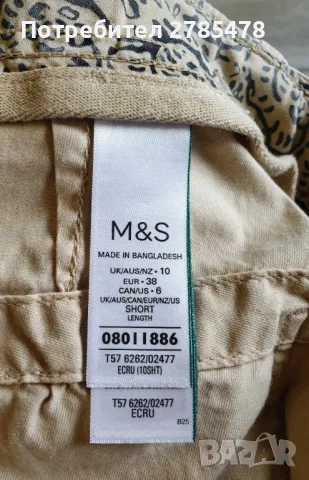 Потребител 2785478
M&S
MADE IN BANGLADESH
UK/AUS/NZ • 10
EUR • 38
CAN/US • 6
UK/AUS/CAN/EUR/NZ/US
SHORT
LENGTH
08011886
T57 6262/02477
ECRU (10SHT)
T57 6262/02477
ECRU
B25
BAZAR